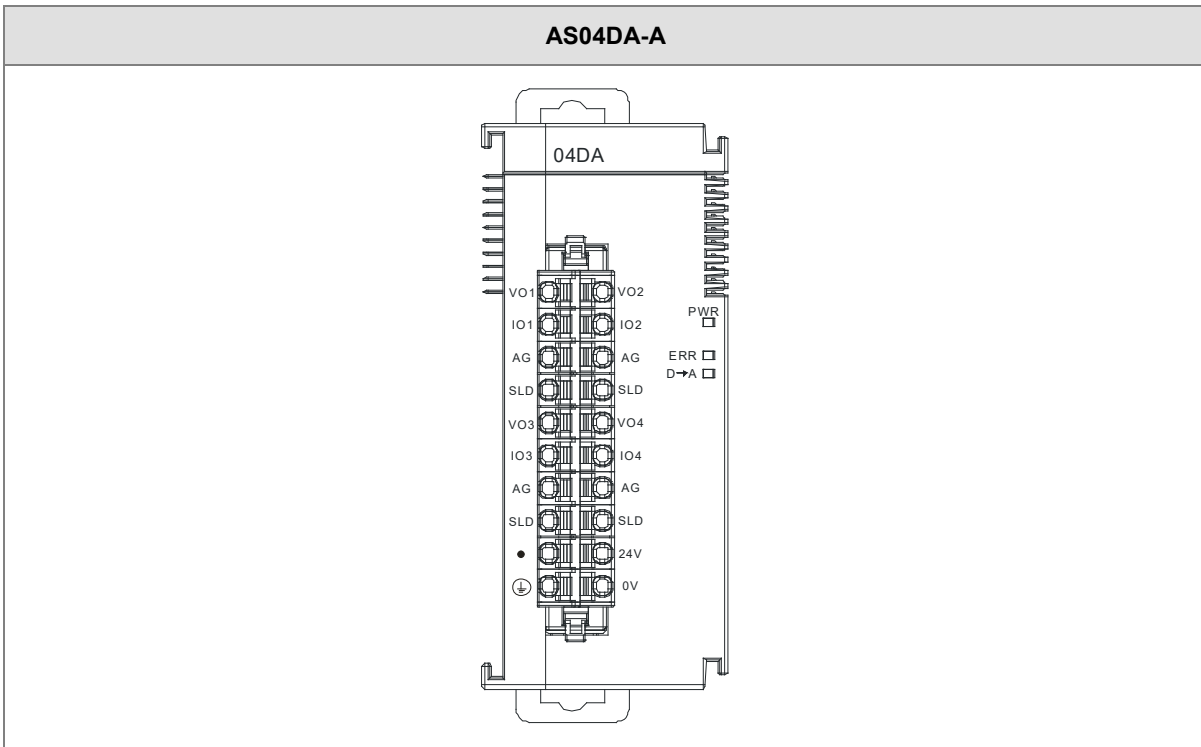 AS04DA-A
04DA
VO1 VO2
PWR
IO1 IO2
AG AG ERR
D→A
SLD SLD
VO3 VO4
IO3 IO4
AG AG
SLD SLD
● 24V
0V